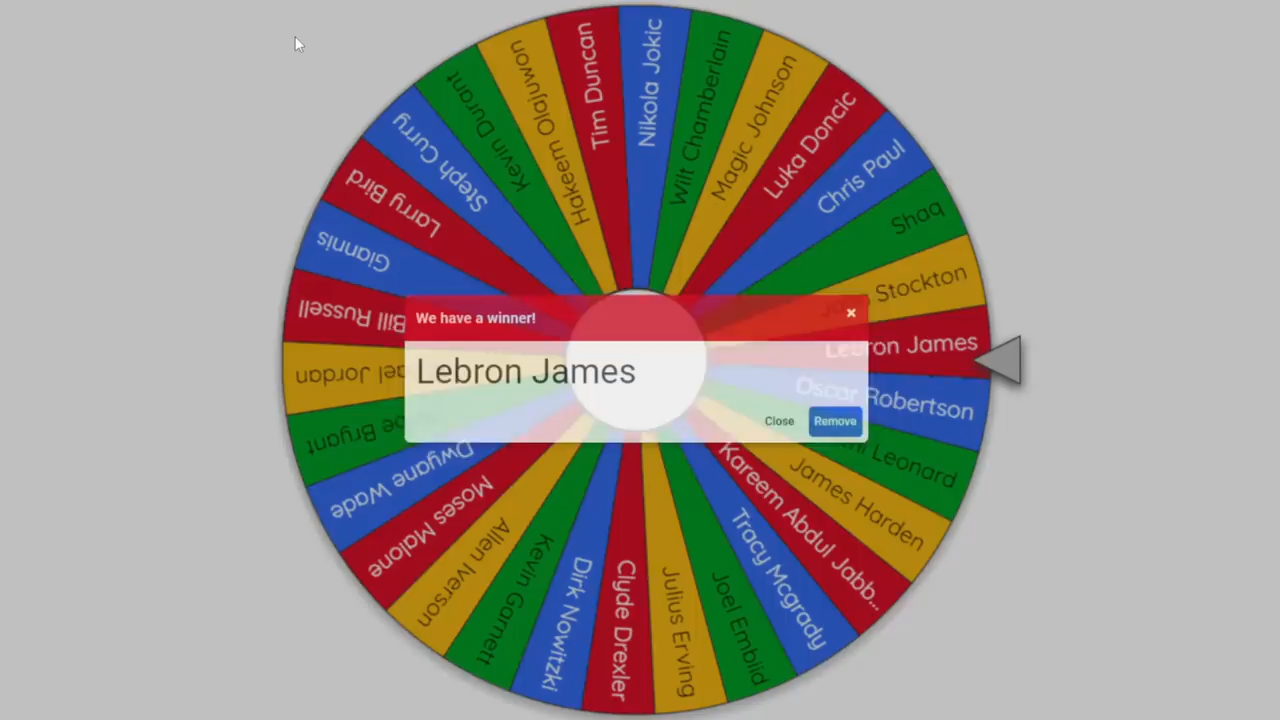 Nikola Jokic
Wilt Chamberlain
Magic Johnson
Luka Doncic
Chris Paul
Shaq
Stockton
Lebron James
Oscar Robertson
Leonard
James Harden
Kareem Abdul Jabb...
Tracy Mcgrady
Joel Embiid
Julius Erving
Clyde Drexler
Dirk Nowitzki
Kevin Garnett
Allen Iverson
Moses Malone
Dwyane Wade
Bryant
Jordan
Bill Russell
Giannis
Larry Bird
Steph Curry
Kevin Durant
Hakeem Olajuwon
Tim Duncan
We have a winner!
×
Lebron James
Close
Remove